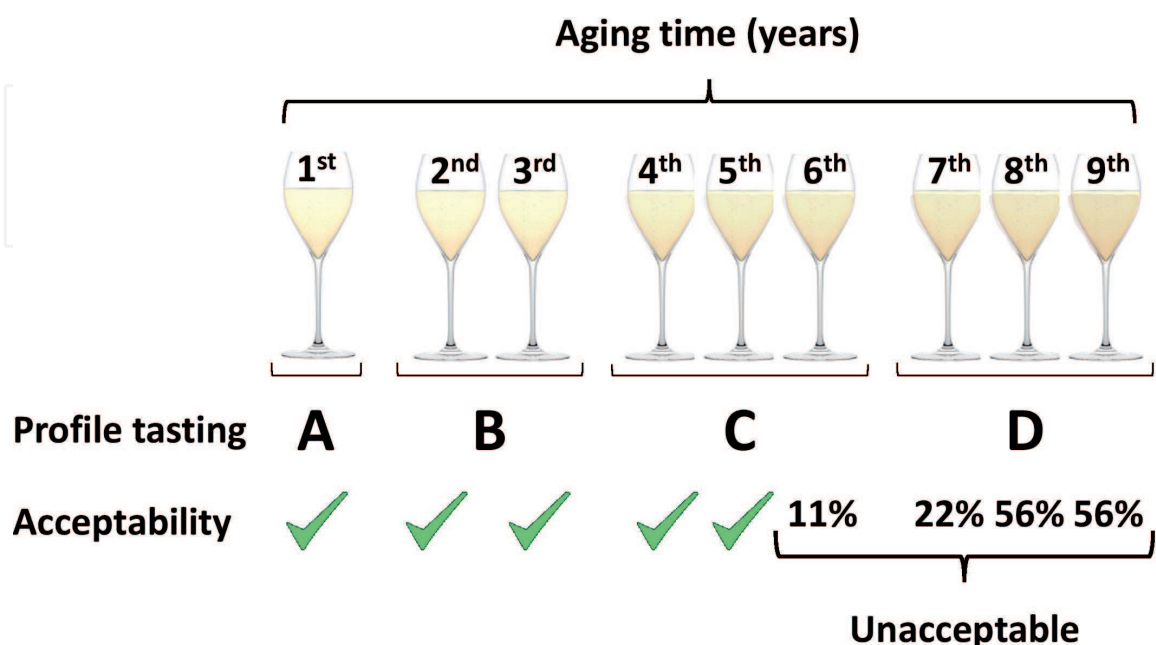 Aging time (years)
1st 2nd 3rd 4th 5th 6th 7th 8th 9th
Profile tasting A B C D
Acceptability 11% 22% 56% 56%
Unacceptable